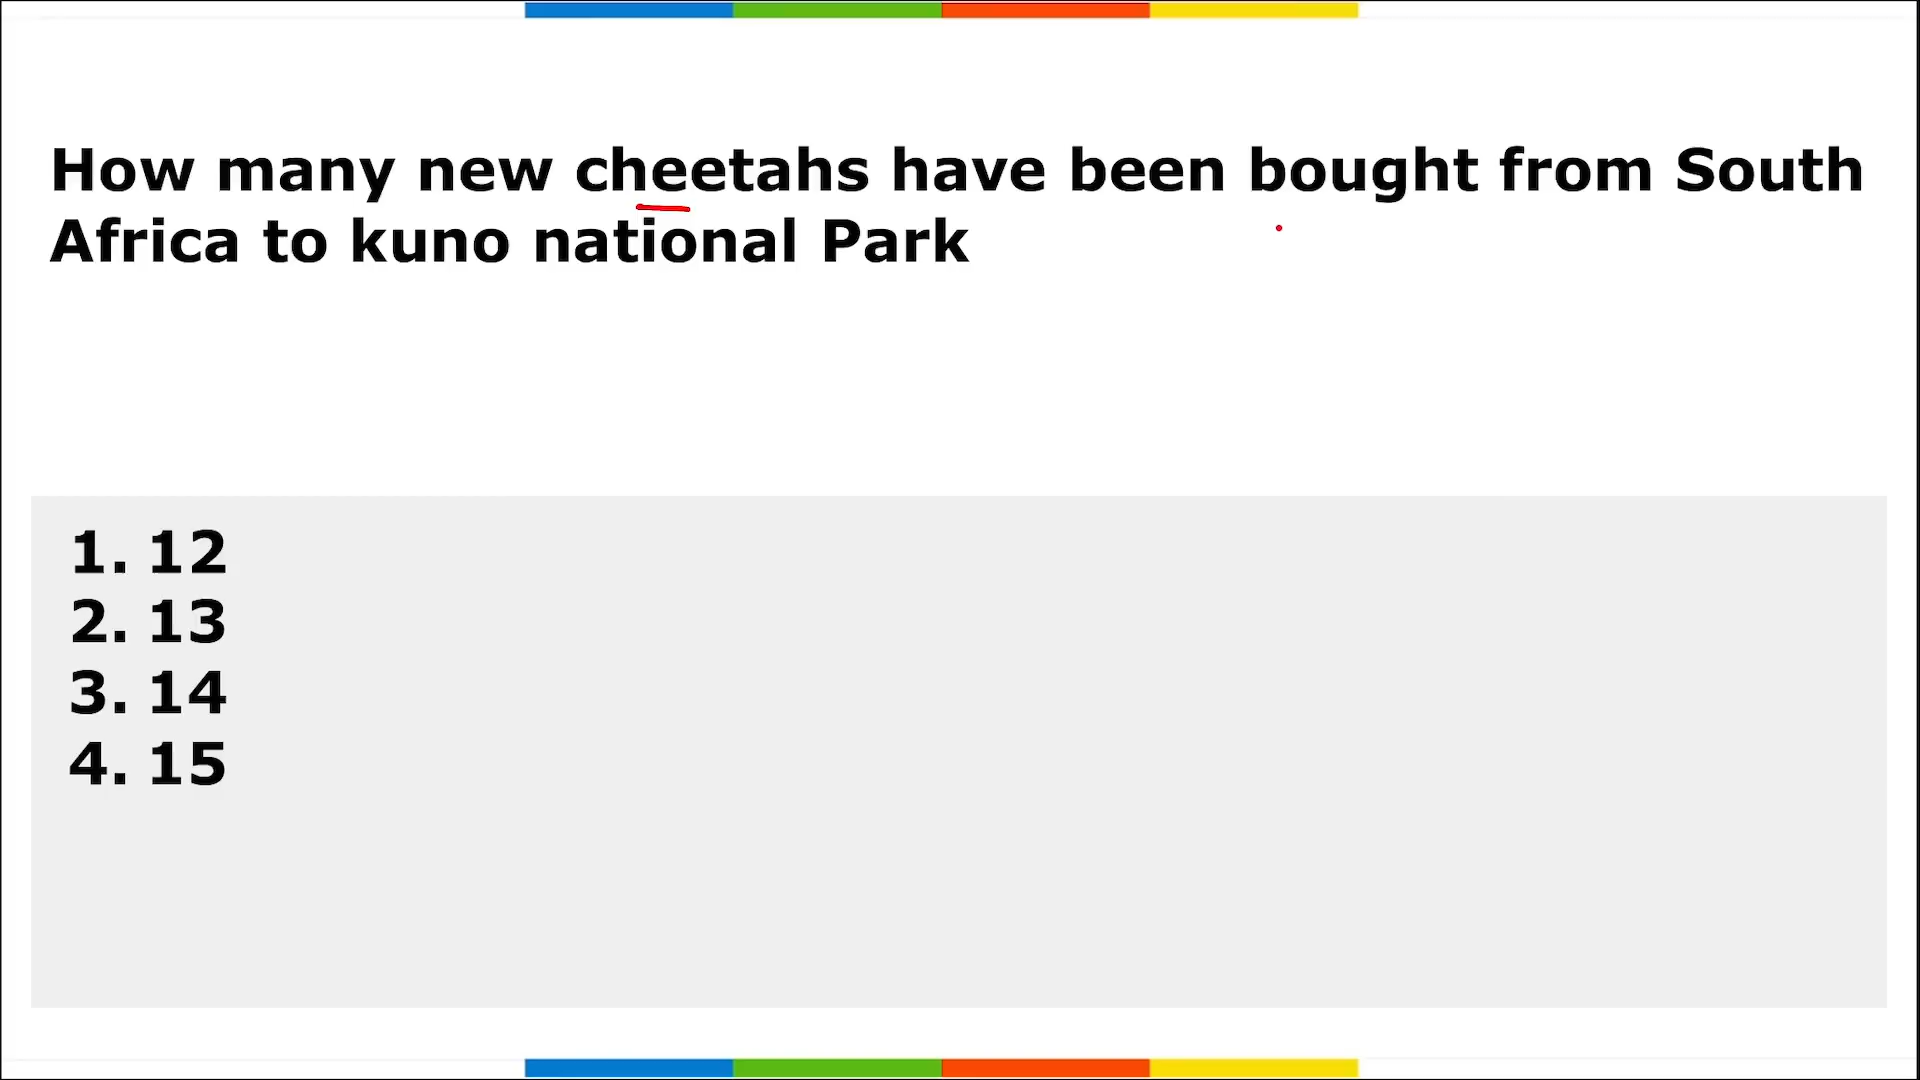 How many new cheetahs have been bought from South
Africa to kuno national Park
1. 12
2. 13
3. 14
4. 15